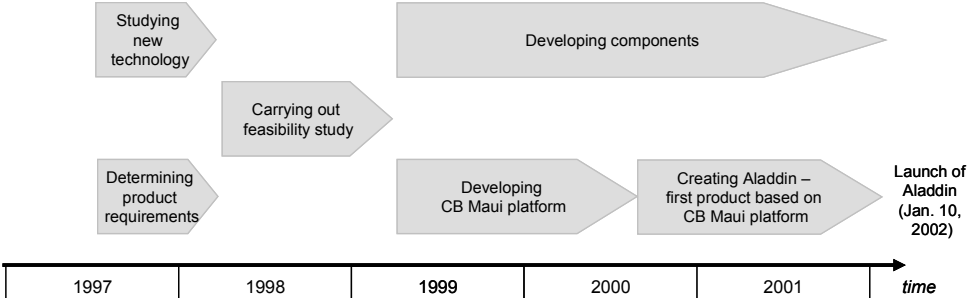 Studying
new
technology
Developing components
Carrying out
feasibility study
Determining
product
requirements
Developing
CB Maui platform
Creating Aladdin –
first product based on
CB Maui platform
Launch of
Aladdin
(Jan. 10,
2002)
1997
1998
1999
2000
2001
time